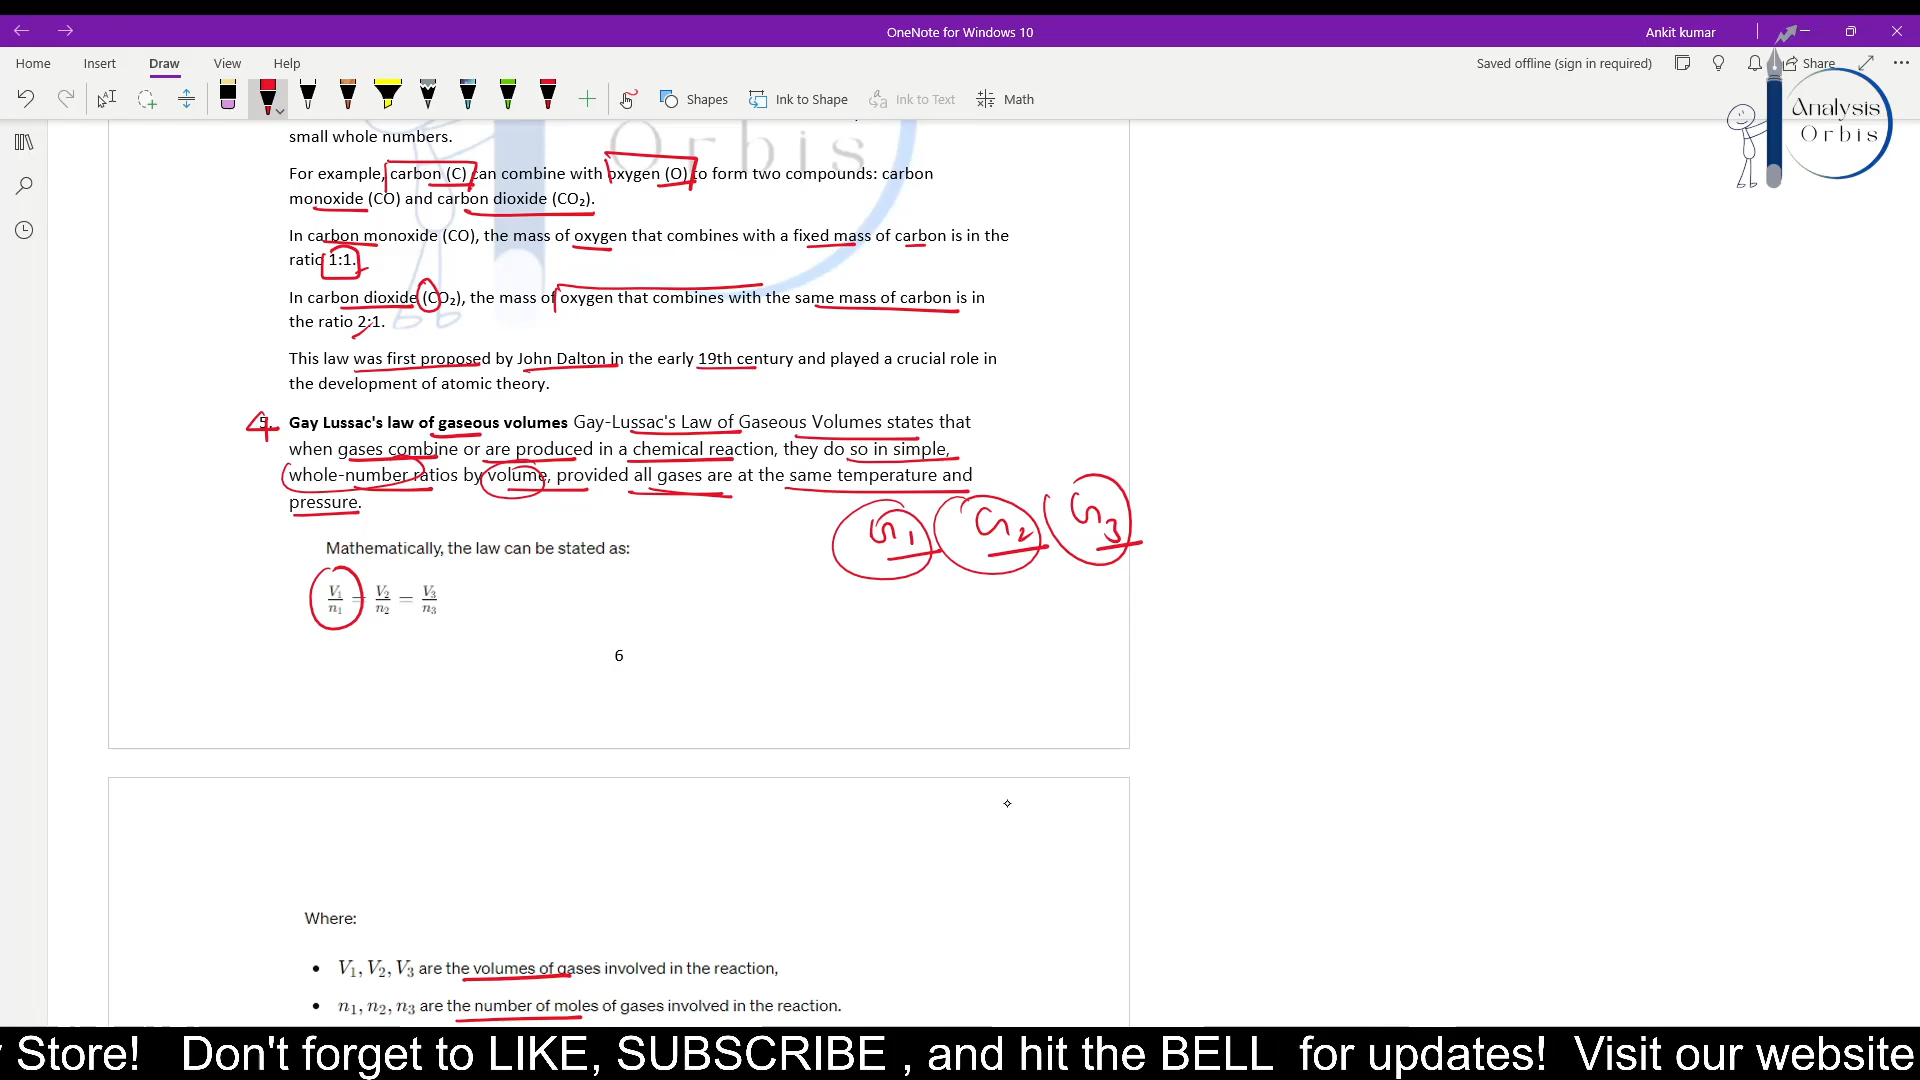 OneNote for Windows 10
Ankit kumar
Home Insert Draw View Help
Saved offline (sign in required)
Share
Shapes
Ink to Shape
Ink to Text
Math
Analysis
Orbis
Orbis
small whole numbers.
For example, carbon (C) can combine with oxygen (O) to form two compounds: carbon
monoxide (CO) and carbon dioxide (CO₂).
In carbon monoxide (CO), the mass of oxygen that combines with a fixed mass of carbon is in the
ratio 1:1.
In carbon dioxide (CO₂), the mass of oxygen that combines with the same mass of carbon is in
the ratio 2:1.
This law was first proposed by John Dalton in the early 19th century and played a crucial role in
the development of atomic theory.
4
5. Gay Lussac's law of gaseous volumes Gay-Lussac's Law of Gaseous Volumes states that
when gases combine or are produced in a chemical reaction, they do so in simple,
whole-number ratios by volume, provided all gases are at the same temperature and
pressure.
G1 G2 G3
Mathematically, the law can be stated as:
V₁/n₁ = V₂/n₂ = V₃/n₃
6
Where:
• V₁, V₂, V₃ are the volumes of gases involved in the reaction,
• n₁, n₂, n₃ are the number of moles of gases involved in the reaction.
Store! Don't forget to LIKE, SUBSCRIBE , and hit the BELL for updates! Visit our website